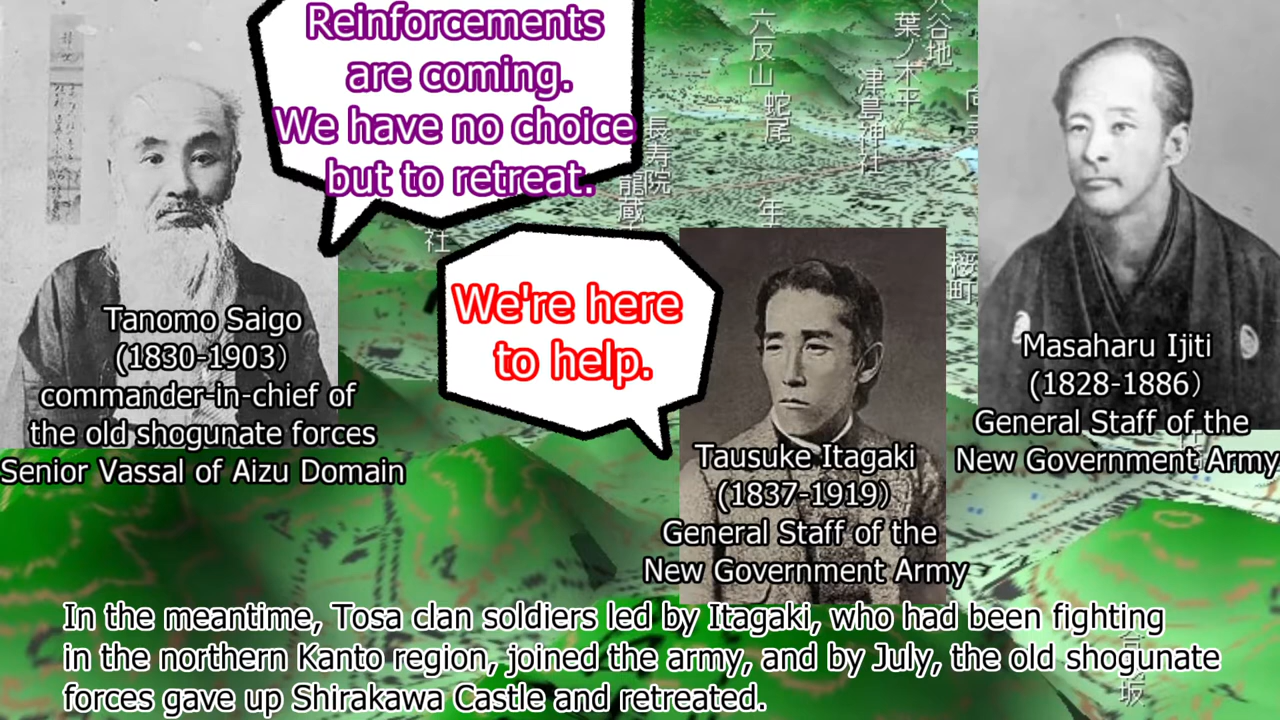 Reinforcements
are coming.
We have no choice
but to retreat.
We're here
to help.
Tanomo Saigo
(1830-1903）
commander-in-chief of
the old shogunate forces
Senior Vassal of Aizu Domain
Tausuke Itagaki
(1837-1919）
General Staff of the
New Government Army
Masaharu Ijiti
(1828-1886）
General Staff of the
New Government Army
六反山
蛇尾
葉ノ木平
津島神社
谷地
長寿院
龍蔵
年
社
桜町
坂
In the meantime, Tosa clan soldiers led by Itagaki, who had been fighting
in the northern Kanto region, joined the army, and by July, the old shogunate
forces gave up Shirakawa Castle and retreated.